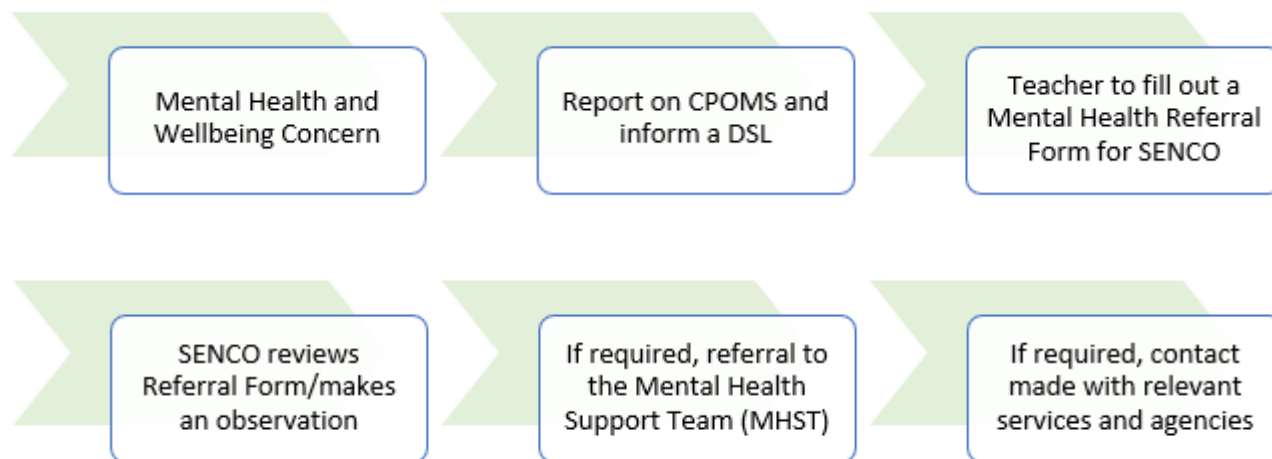 Mental Health and
Wellbeing Concern
Report on CPOMS and
inform a DSL
Teacher to fill out a
Mental Health Referral
Form for SENCO
SENCO reviews
Referral Form/makes
an observation
If required, referral to
the Mental Health
Support Team (MHST)
If required, contact
made with relevant
services and agencies